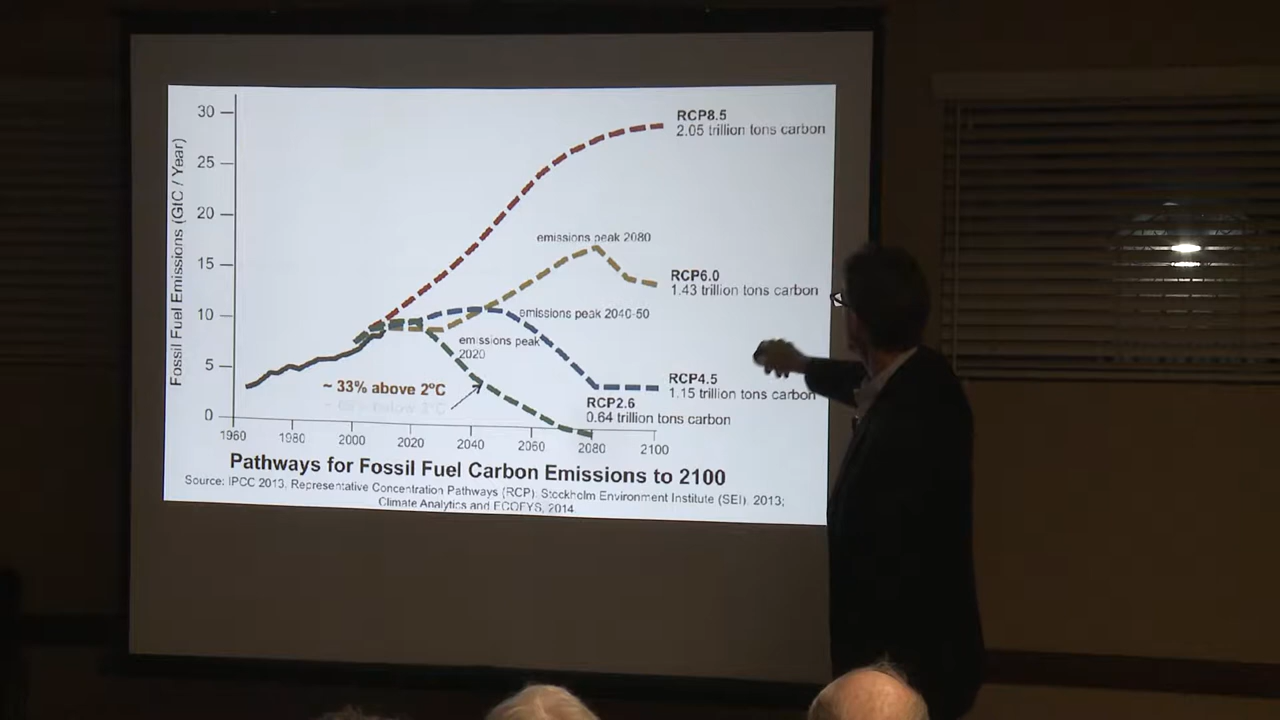 30
25
20
15
10
5
0
Fossil Fuel Emissions (GtC / Year)
RCP8.5
2.05 trillion tons carbon
emissions peak 2080
RCP6.0
1.43 trillion tons carbon
emissions peak 2040-50
emissions peak
2020
~ 33% above 2ºC
RCP4.5
1.15 trillion tons carbon
RCP2.6
0.64 trillion tons carbon
1960 1980 2000 2020 2040 2060 2080 2100
Pathways for Fossil Fuel Carbon Emissions to 2100
Source: IPCC 2013, Representative Concentration Pathways (RCP); Stockholm Environment Institute (SEI), 2013;
Climate Analytics and ECOFYS, 2014.